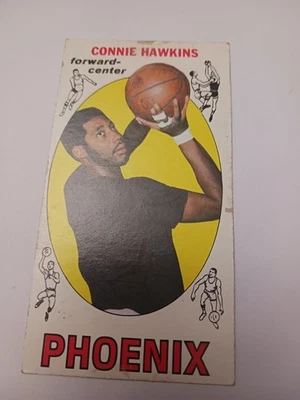 CONNIE HAWKINS
forward-
center
PHOENIX